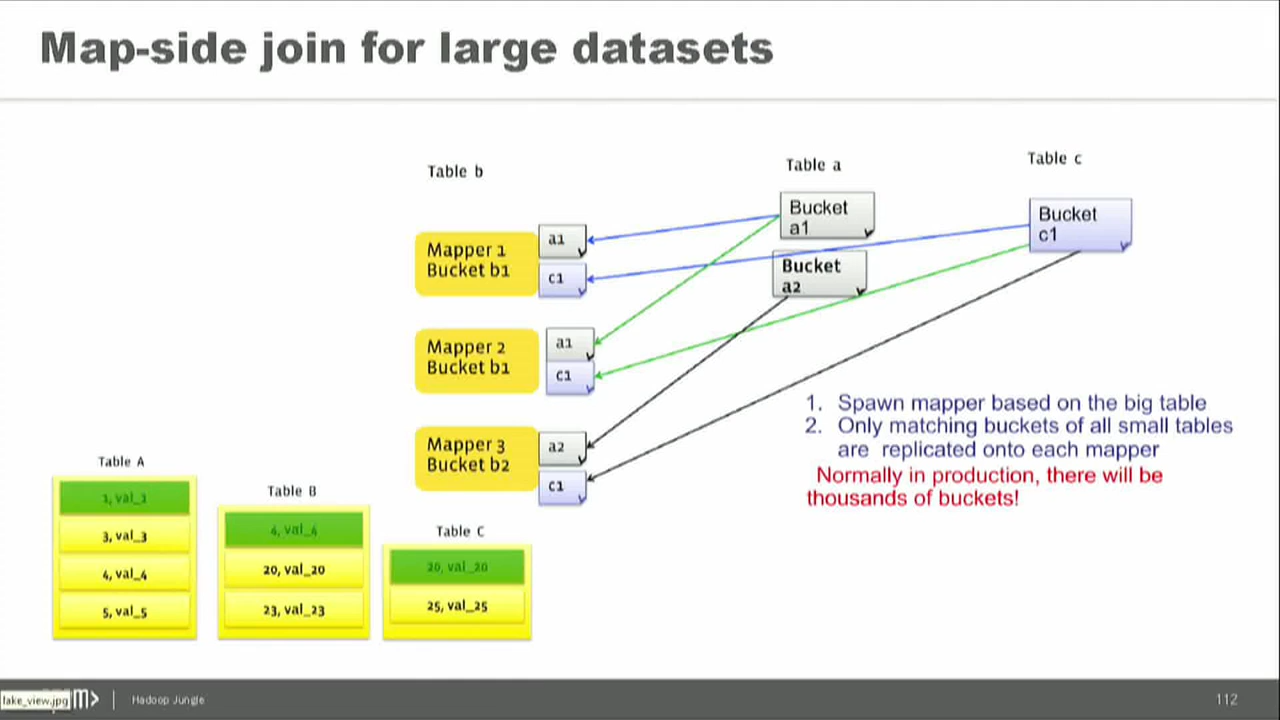 Map-side join for large datasets
Table b
Table a
Table c
Mapper 1
Bucket b1
a1
c1
Bucket
a1
Bucket
a2
Bucket
c1
Mapper 2
Bucket b1
a1
c1
Mapper 3
Bucket b2
a2
c1
1. Spawn mapper based on the big table
2. Only matching buckets of all small tables
are replicated onto each mapper
Normally in production, there will be
thousands of buckets!
Table A
1, val_1
3, val_3
4, val_4
5, val_5
Table B
4, val_4
20, val_20
23, val_23
Table C
20, val_20
25, val_25
lake_view.jpg
Hadoop Jungle
112